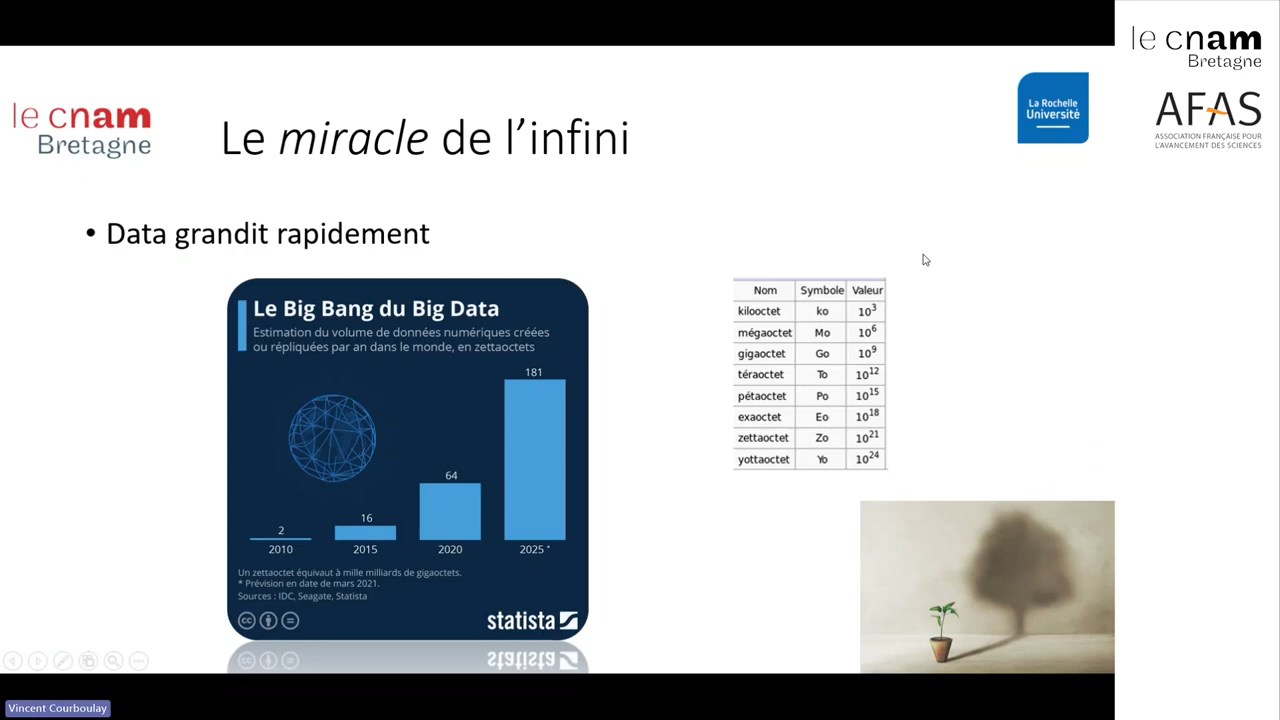 le cnam
Bretagne
Le miracle de l’infini
La Rochelle
Université
le cnam
Bretagne
AFAS
ASSOCIATION FRANÇAISE POUR
L'AVANCEMENT DES SCIENCES
• Data grandit rapidement
Le Big Bang du Big Data
Estimation du volume de données numériques créées
ou répliquées par an dans le monde, en zettaoctets
2
16
64
181
2010
2015
2020
2025 *
Un zettaoctet équivaut à mille milliards de gigaoctets.
* Prévision en date de mars 2021.
Sources : IDC, Seagate, Statista
cc
statista
Nom Symbole Valeur
kilooctet ko 10³
mégaoctet Mo 10⁶
gigaoctet Go 10⁹
téraoctet To 10¹²
pétaoctet Po 10¹⁵
exaoctet Eo 10¹⁸
zettaoctet Zo 10²¹
yottaoctet Yo 10²⁴
Vincent Courboulay